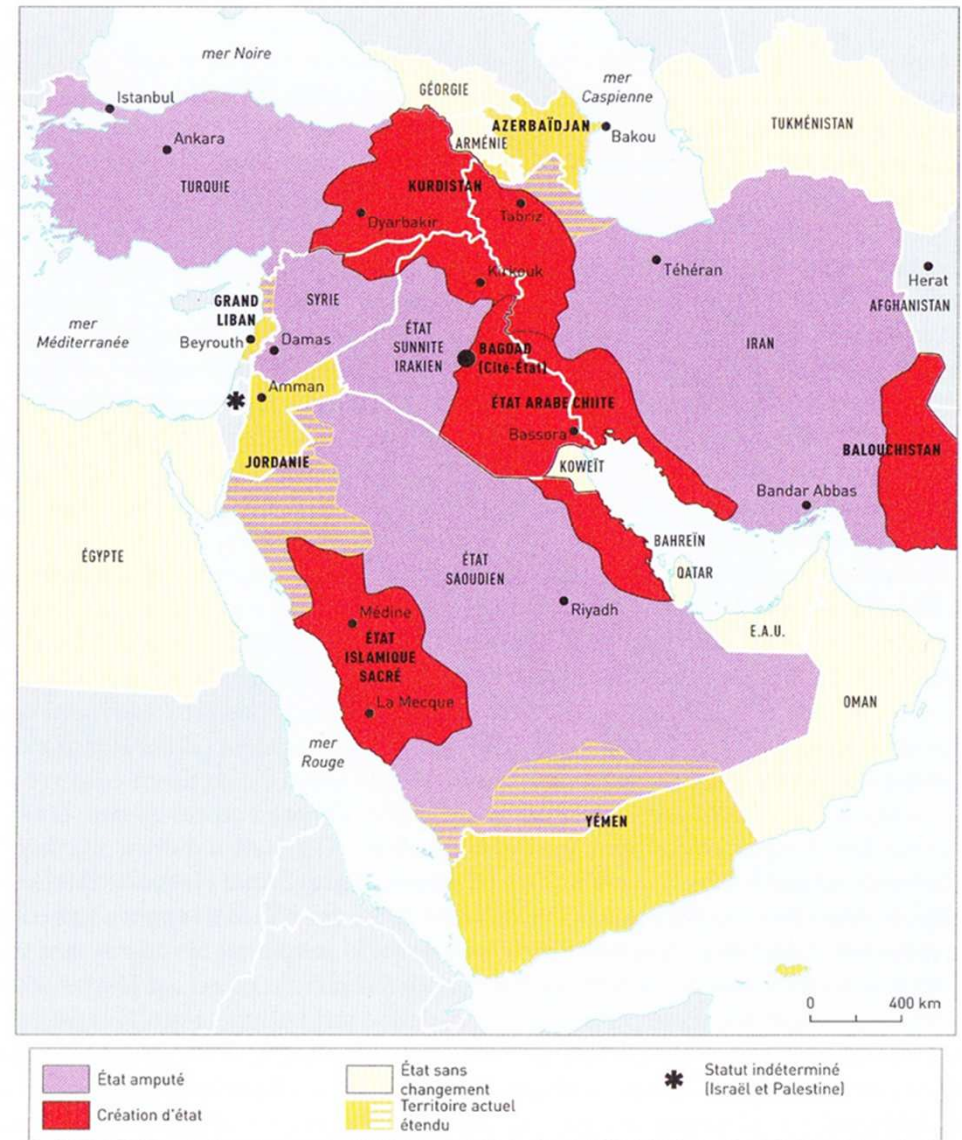 mer Noire
Istanbul
Ankara
TURQUIE
GÉORGIE
ARMÉNIE
AZERBAÏDJAN
mer
Caspienne
Bakou
TUKMÉNISTAN
KURDISTAN
Dyarbakir
Tabriz
Kirkouk
Téhéran
Herat
AFGHANISTAN
IRAN
GRAND
LIBAN
Beyrouth
SYRIE
Damas
mer
Méditerranée
ÉTAT
SUNNITE
IRAKIEN
BAGDAD
(Cité-État)
ÉTAT ARABE CHIITE
Bassora
Amman
JORDANIE
KOWEÏT
BALOUCHISTAN
Bandar Abbas
BAHREÏN
QATAR
ÉGYPTE
ÉTAT
SAOUDIEN
Riyadh
E.A.U.
OMAN
Médine
ÉTAT
ISLAMIQUE
SACRÉ
La Mecque
mer
Rouge
YÉMEN
0 400 km
État amputé
Création d'état
État sans
changement
Territoire actuel
étendu
Statut indéterminé
(Israël et Palestine)